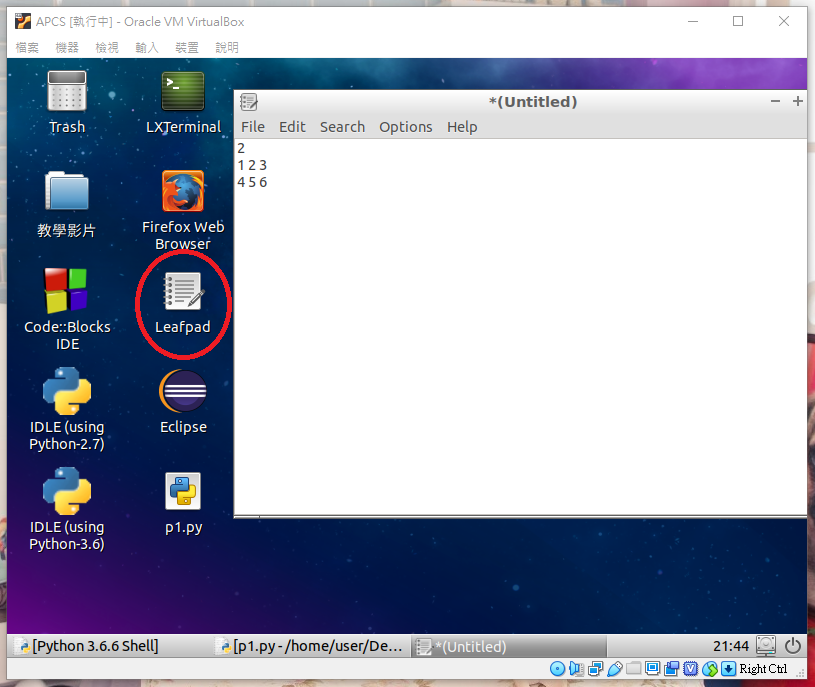 APCS [執行中] - Oracle VM VirtualBox
檔案 機器 檢視 輸入 裝置 說明
Trash
LXTerminal
教學影片
Firefox Web
Browser
Code::Blocks
IDE
Leafpad
IDLE (using
Python-2.7)
Eclipse
IDLE (using
Python-3.6)
p1.py
*(Untitled)
File Edit Search Options Help
2
1 2 3
4 5 6
[Python 3.6.6 Shell]
[p1.py - /home/user/De...
*(Untitled)
21:44
Right Ctrl